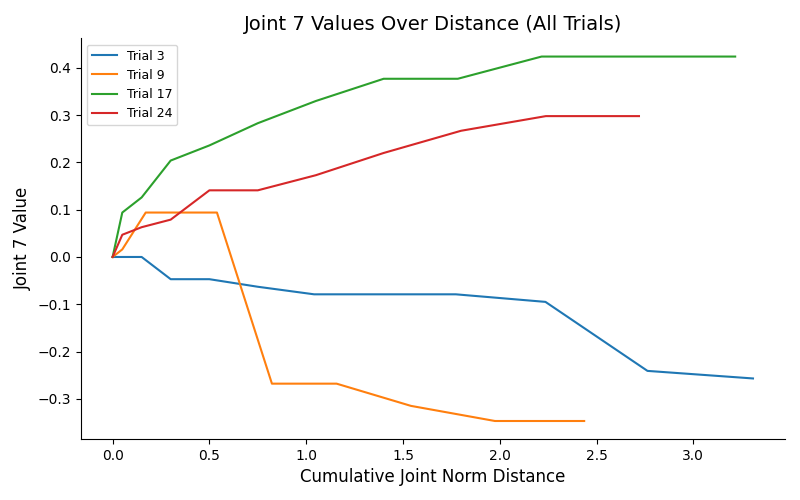 Joint 7 Values Over Distance (All Trials)
Trial 3
Trial 9
Trial 17
Trial 24
Joint 7 Value
0.4
0.3
0.2
0.1
0.0
−0.1
−0.2
−0.3
0.0 0.5 1.0 1.5 2.0 2.5 3.0
Cumulative Joint Norm Distance